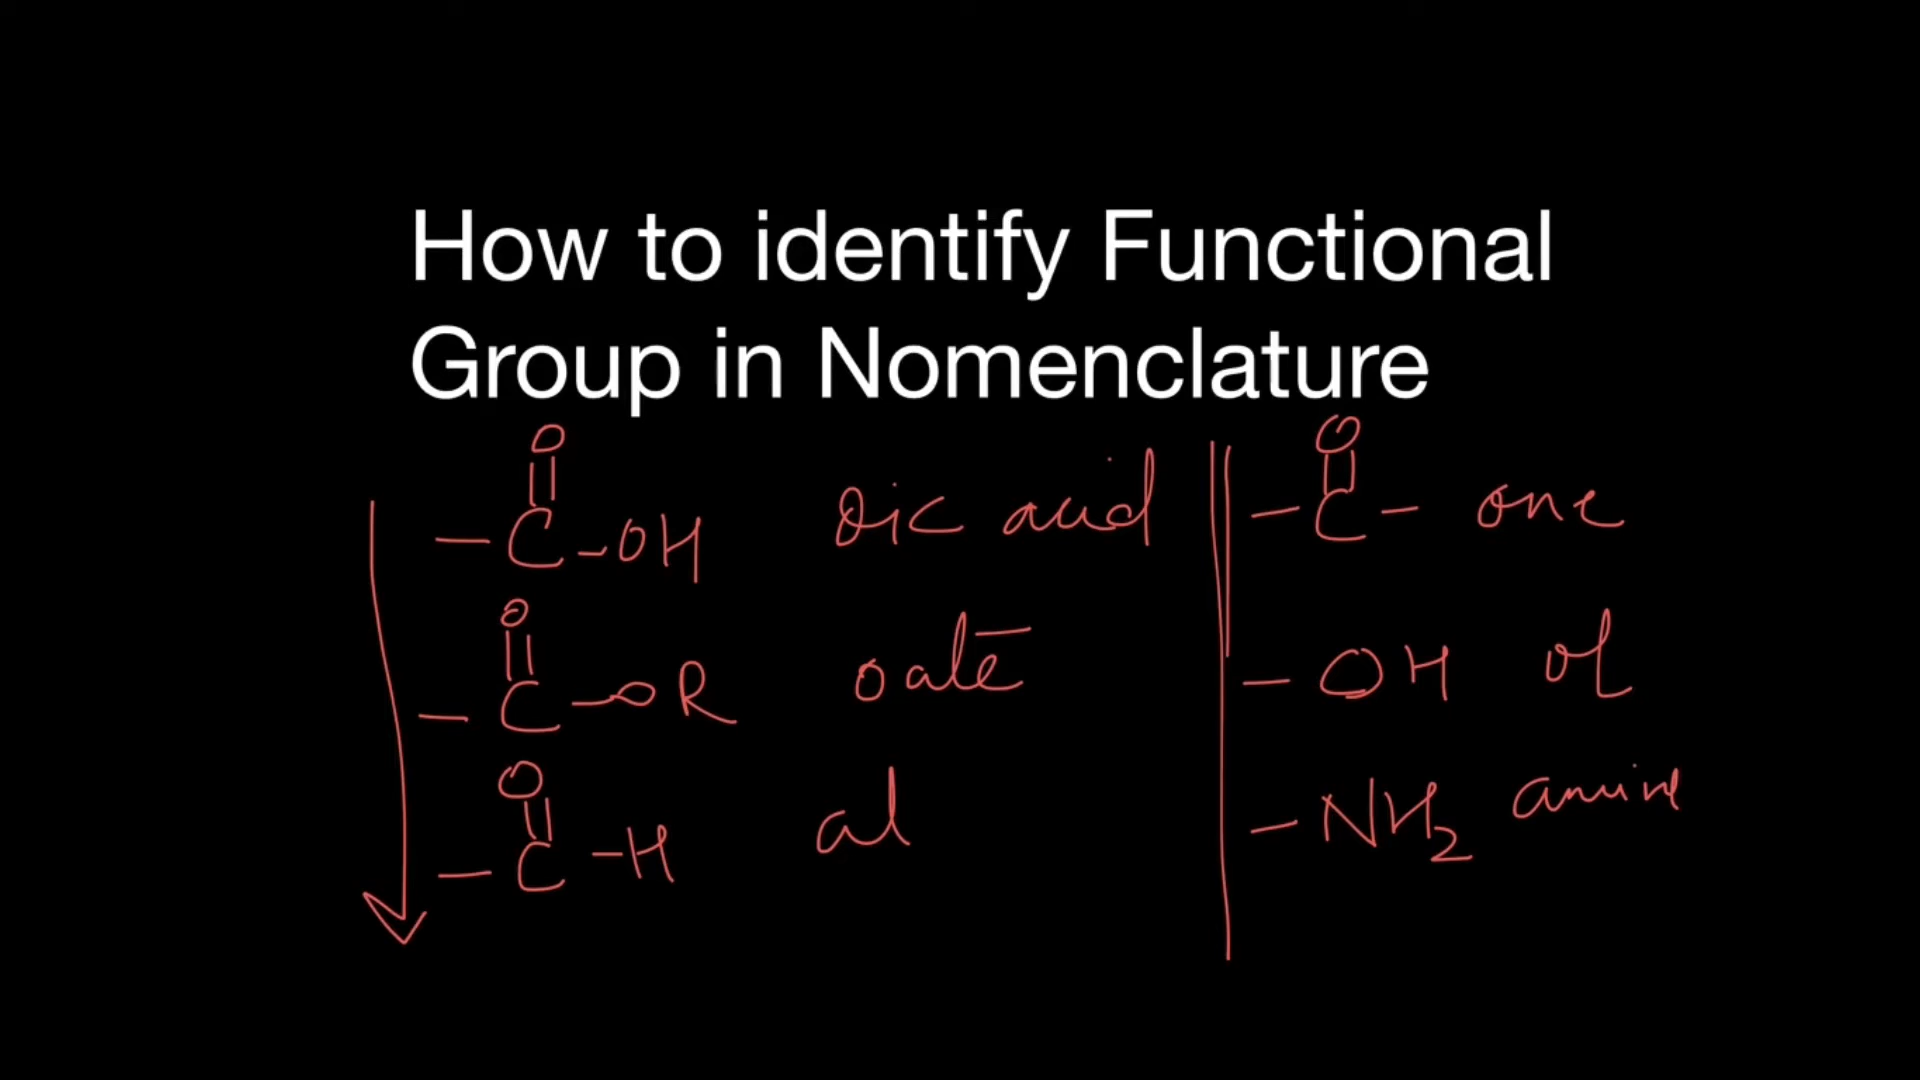 How to identify Functional
Group in Nomenclature
O
||
-C-OH oic acid
O
||
-C-OR oate
O
||
-C-H al
O
||
-C- one
-OH ol
-NH2 amine